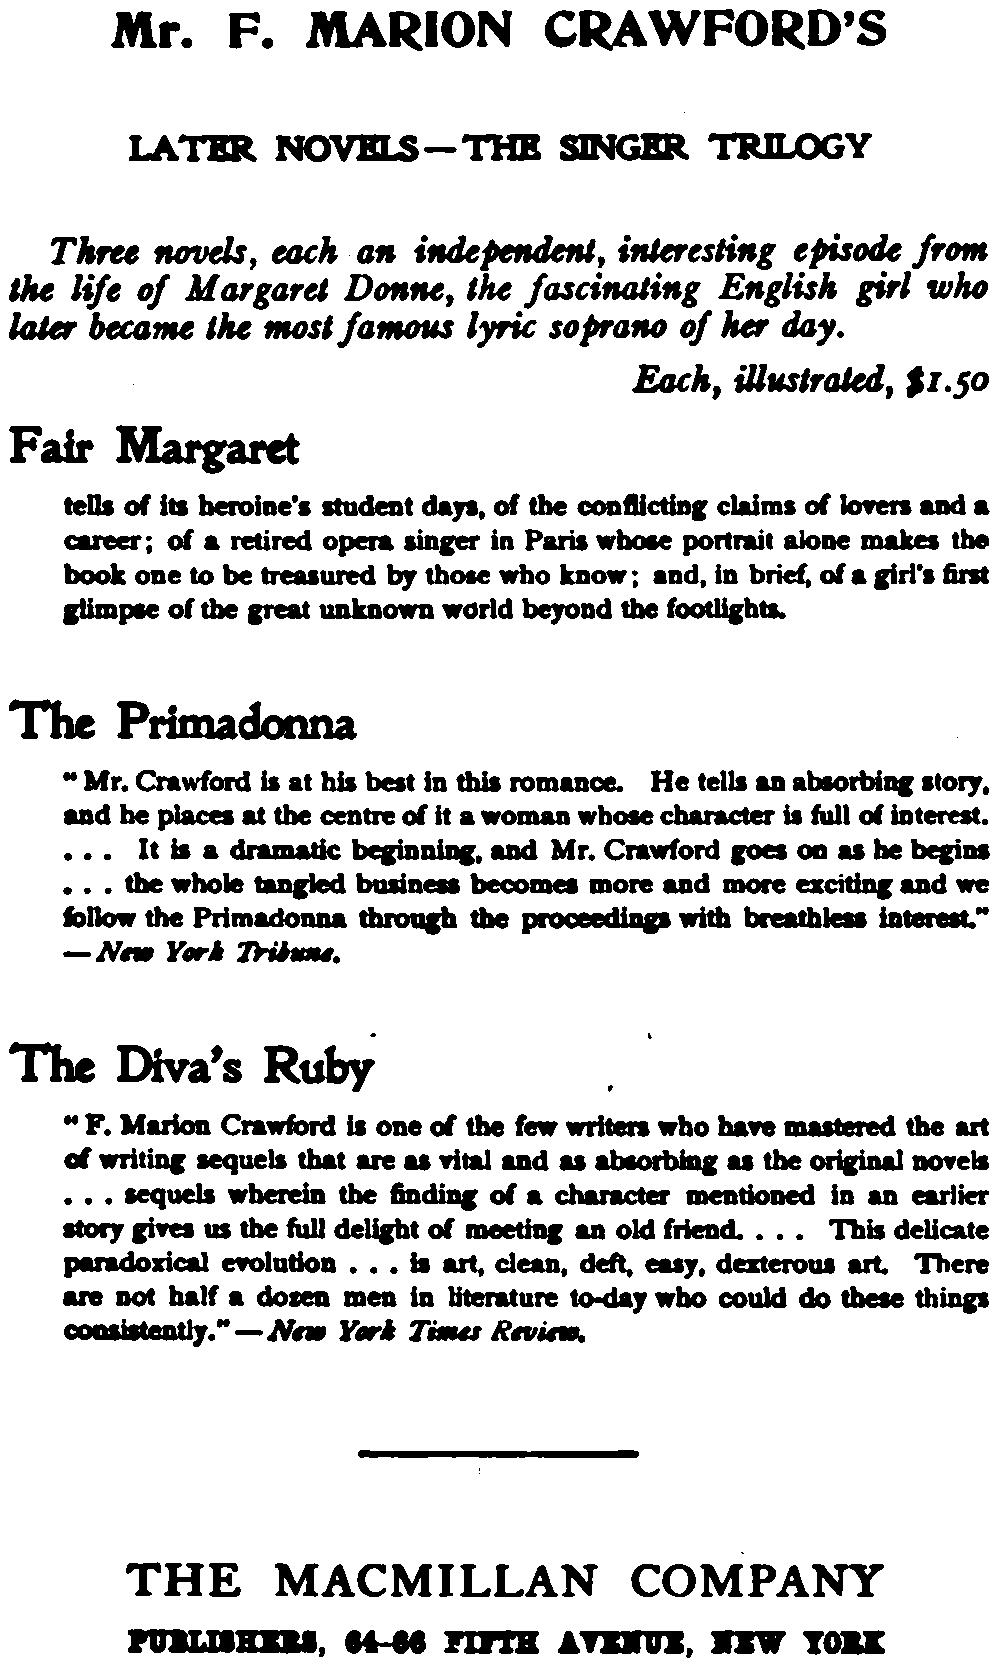 Mr. F. MARION CRAWFORD'S
LATER NOVELS—THE SINGER TRILOGY
Three novels, each an independent, interesting episode from
the life of Margaret Donne, the fascinating English girl who
later became the most famous lyric soprano of her day.
Each, illustrated, $1.50
Fair Margaret
tells of its heroine's student days, of the conflicting claims of lovers and a
career; of a retired opera singer in Paris whose portrait alone makes the
book one to be treasured by those who know; and, in brief, of a girl's first
glimpse of the great unknown world beyond the footlights.
The Primadonna
"Mr. Crawford is at his best in this romance. He tells an absorbing story,
and he places at the centre of it a woman whose character is full of interest.
. . . It is a dramatic beginning, and Mr. Crawford goes on as he begins
. . . the whole tangled business becomes more and more exciting and we
follow the Primadonna through the proceedings with breathless interest."
—New York Tribune.
The Diva's Ruby
"F. Marion Crawford is one of the few writers who have mastered the art
of writing sequels that are as vital and as absorbing as the original novels
. . . sequels wherein the finding of a character mentioned in an earlier
story gives us the full delight of meeting an old friend. . . . This delicate
paradoxical evolution . . . is art, clean, deft, easy, dexterous art. There
are not half a dozen men in literature to-day who could do these things
consistently."—New York Times Review.
THE MACMILLAN COMPANY
PUBLISHERS, 64–66 FIFTH AVENUE, NEW YORK